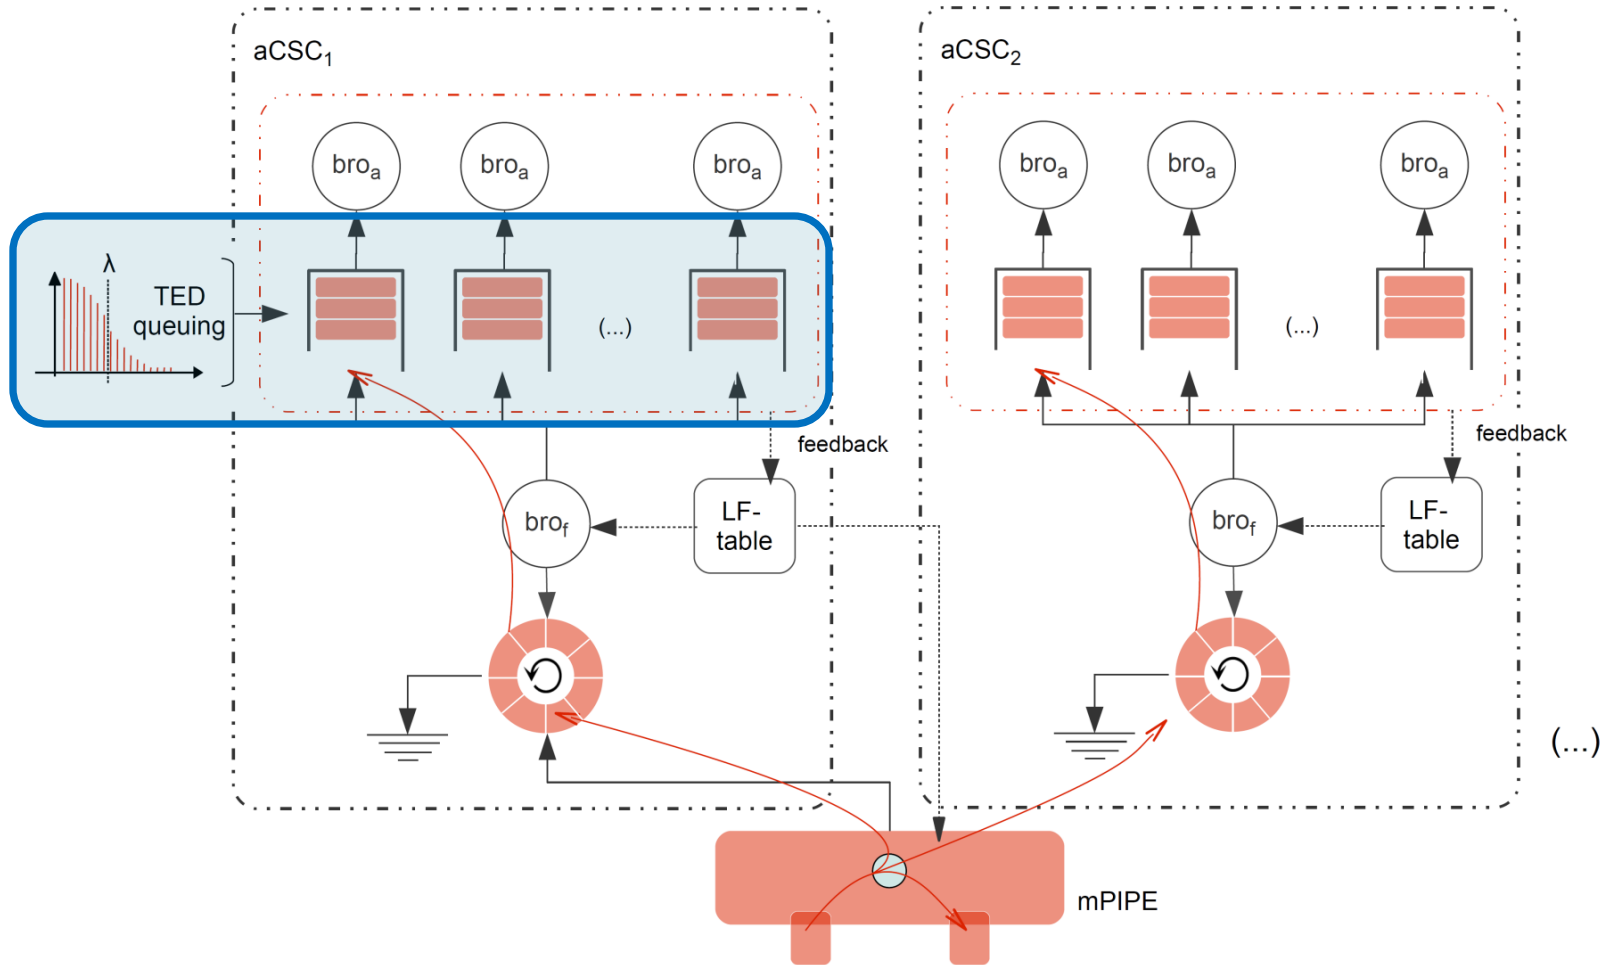 aCSC1
aCSC2
broa
broa
broa
broa
broa
broa
λ
TED
queuing
(...)
(...)
feedback
feedback
brof
LF-
table
brof
LF-
table
(...)
mPIPE